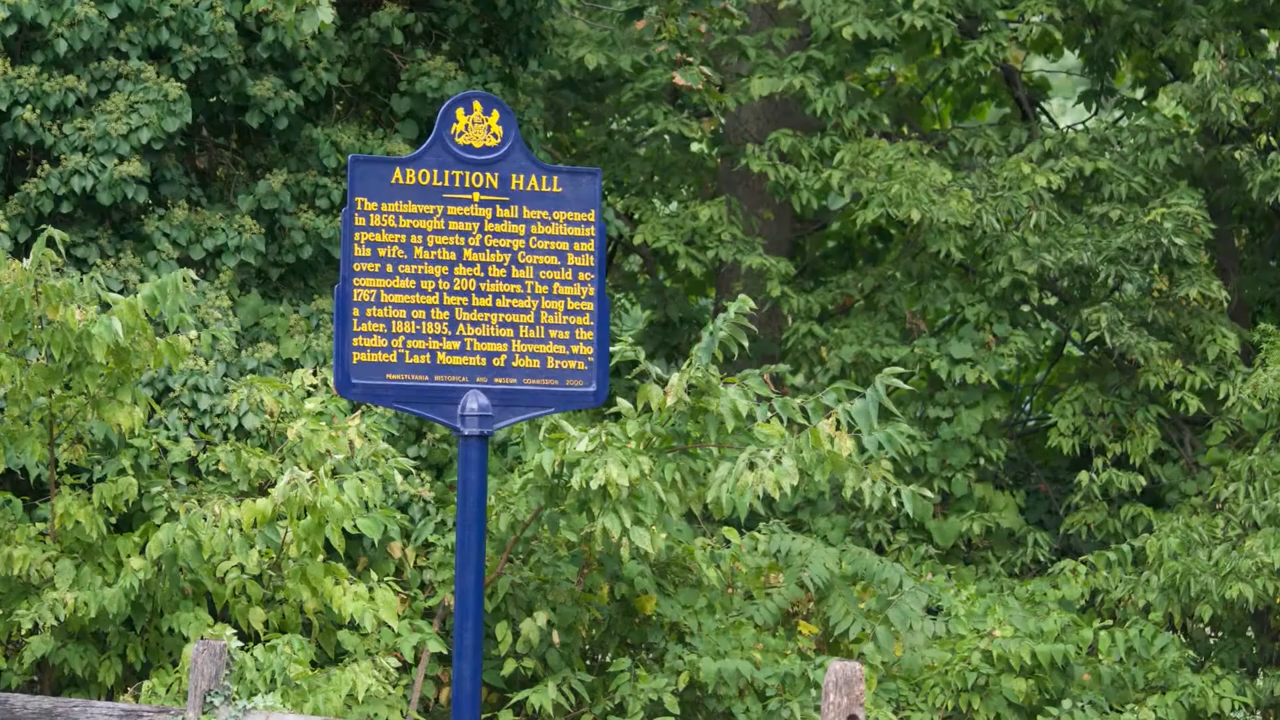 ABOLITION HALL
The antislavery meeting hall here, opened
in 1856, brought many leading abolitionist
speakers as guests of George Corson and
his wife, Martha Maulsby Corson. Built
over a carriage shed, the hall could ac-
commodate up to 200 visitors. The family's
1767 homestead here had already long been
a station on the Underground Railroad.
Later, 1881-1895, Abolition Hall was the
studio of son-in-law Thomas Hovenden, who
painted "Last Moments of John Brown."
PENNSYLVANIA HISTORICAL AND MUSEUM COMMISSION 2000